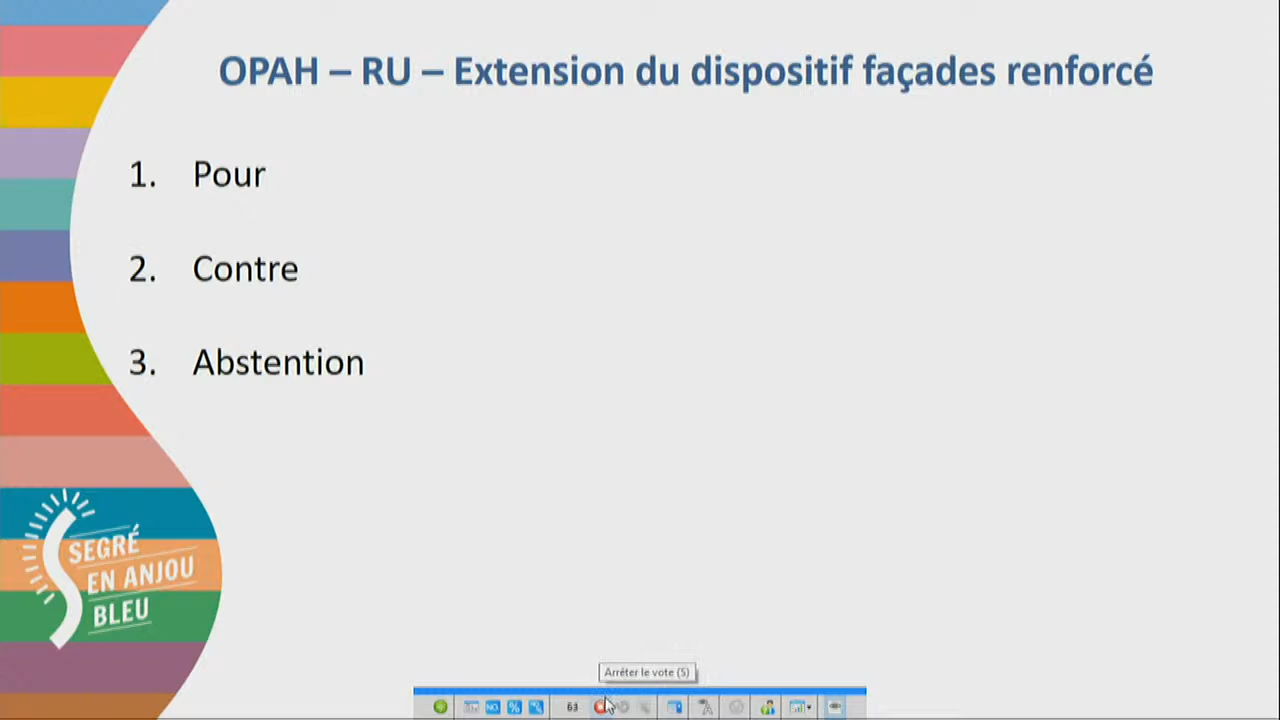 OPAH – RU – Extension du dispositif façades renforcé
1. Pour
2. Contre
3. Abstention
SEGRÉ
EN ANJOU
BLEU
Arrêter le vote (S)
63